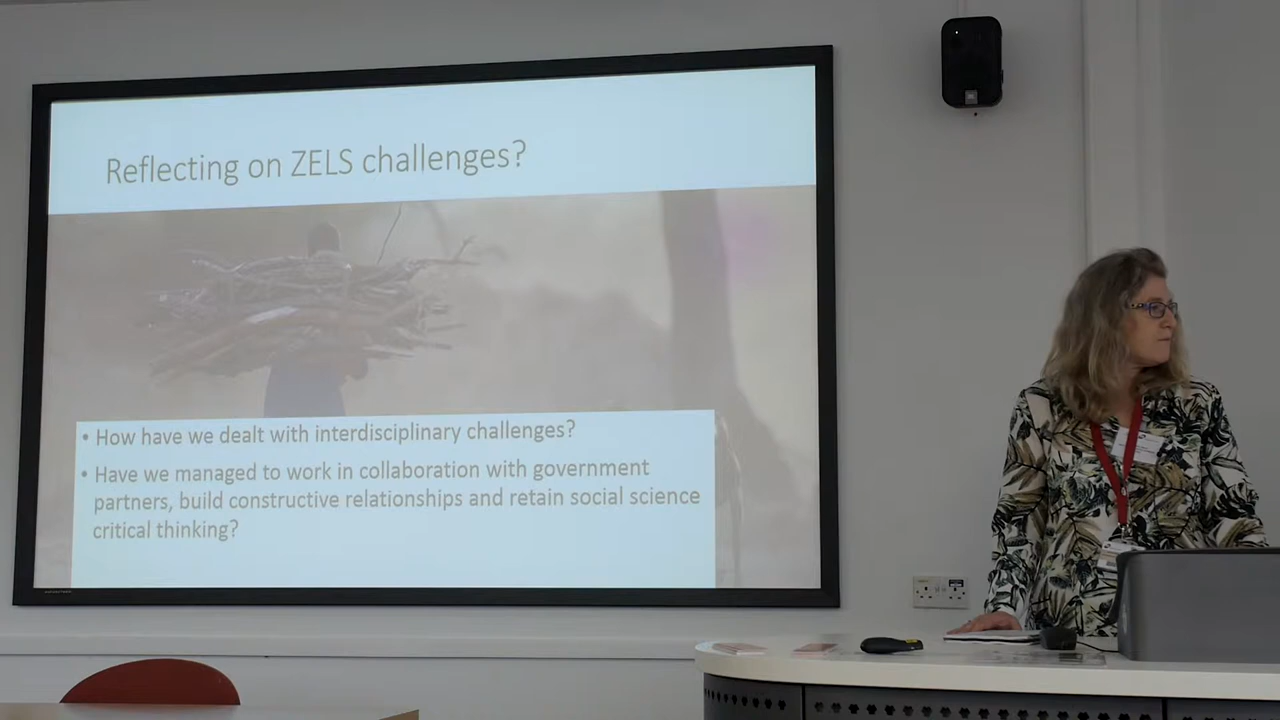 Reflecting on ZELS challenges?
• How have we dealt with interdisciplinary challenges?
• Have we managed to work in collaboration with government
partners, build constructive relationships and retain social science
critical thinking?